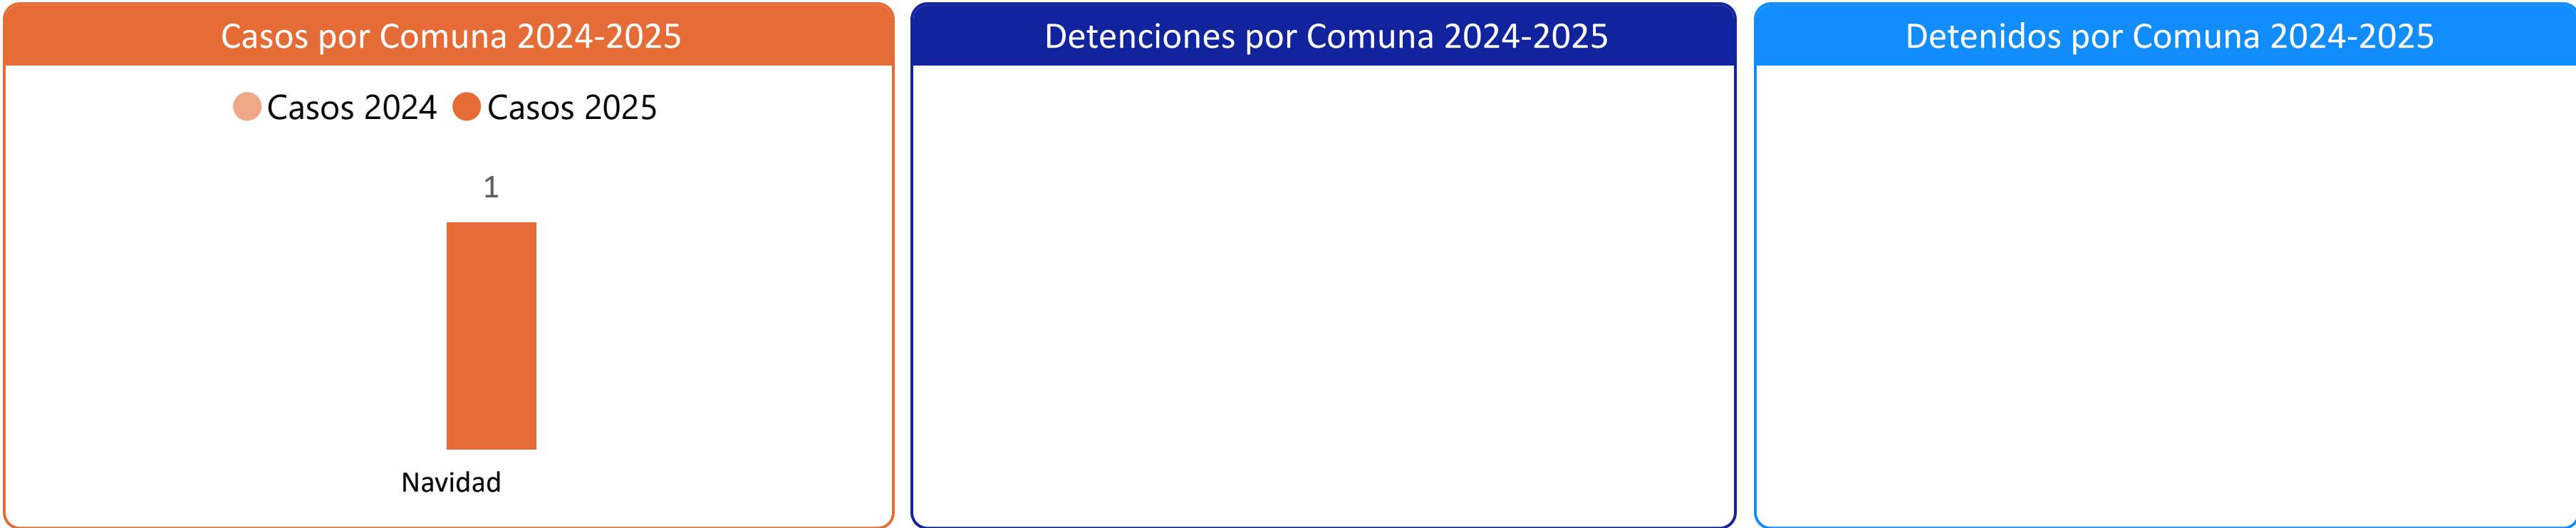 Casos por Comuna 2024-2025
Casos 2024 Casos 2025
1
Navidad
Detenciones por Comuna 2024-2025
Detenidos por Comuna 2024-2025